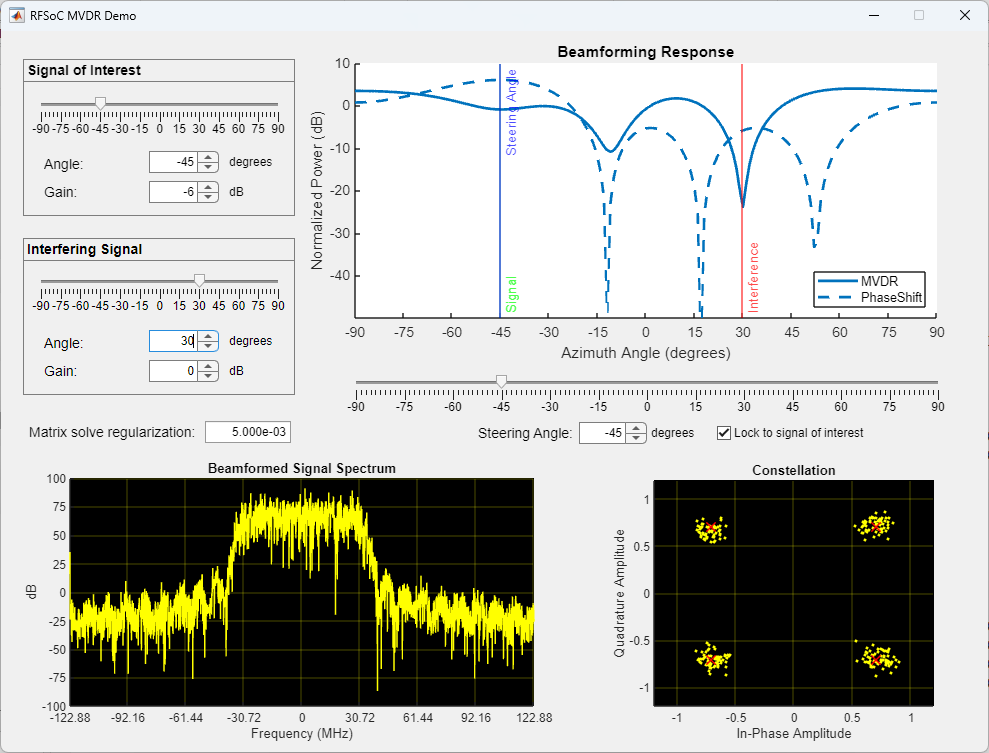 RFSoC MVDR Demo
Signal of Interest
-90 -75 -60 -45 -30 -15 0 15 30 45 60 75 90
Angle: -45 degrees
Gain: -6 dB
Interfering Signal
-90 -75 -60 -45 -30 -15 0 15 30 45 60 75 90
Angle: 30 degrees
Gain: 0 dB
Matrix solve regularization: 5.000e-03
Beamforming Response
Normalized Power (dB)
10
0
-10
-20
-30
-40
Steering Angle
Signal
Interference
MVDR
PhaseShift
-90 -75 -60 -45 -30 -15 0 15 30 45 60 75 90
Azimuth Angle (degrees)
-90 -75 -60 -45 -30 -15 0 15 30 45 60 75 90
Steering Angle: -45 degrees
Lock to signal of interest
Beamformed Signal Spectrum
dB
100
75
50
25
0
-25
-50
-75
-100
-122.88 -92.16 -61.44 -30.72 0 30.72 61.44 92.16 122.88
Frequency (MHz)
Constellation
Quadrature Amplitude
1
0.5
0
-0.5
-1
-1 -0.5 0 0.5 1
In-Phase Amplitude